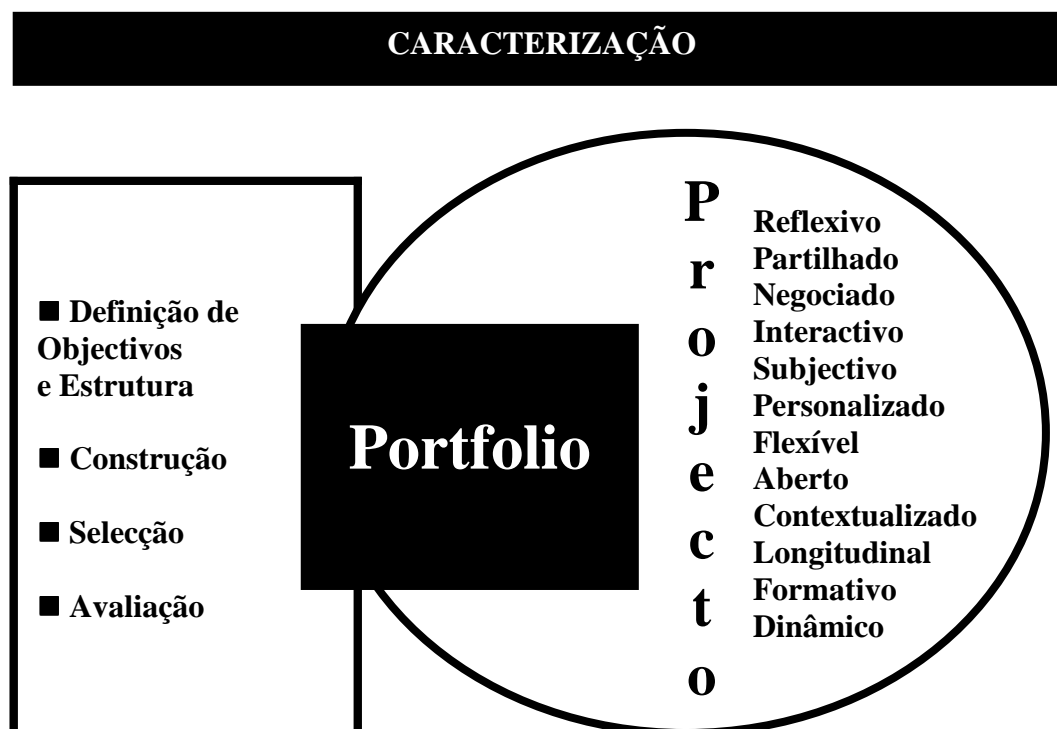 CARACTERIZAÇÃO
■ Definição de
Objectivos
e Estrutura
■ Construção
■ Selecção
■ Avaliação
Portfolio
P
r
o
j
e
c
t
o
Reflexivo
Partilhado
Negociado
Interactivo
Subjectivo
Personalizado
Flexível
Aberto
Contextualizado
Longitudinal
Formativo
Dinâmico